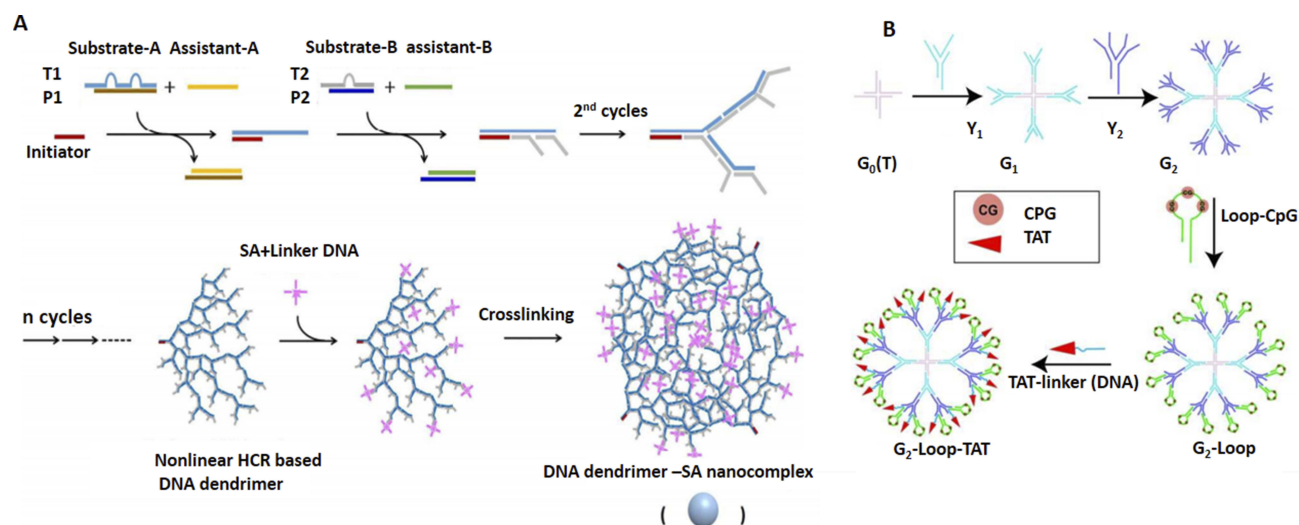 A
Substrate-A Assistant-A
T1
P1
+
Initiator
Substrate-B assistant-B
T2
P2
+
2nd cycles
n cycles
SA+Linker DNA
Crosslinking
Nonlinear HCR based
DNA dendrimer
DNA dendrimer –SA nanocomplex
( )
B
Y1
Y2
G0(T)
G1
G2
CG CPG
TAT
CG
Loop-CpG
TAT-linker (DNA)
G2-Loop-TAT
G2-Loop